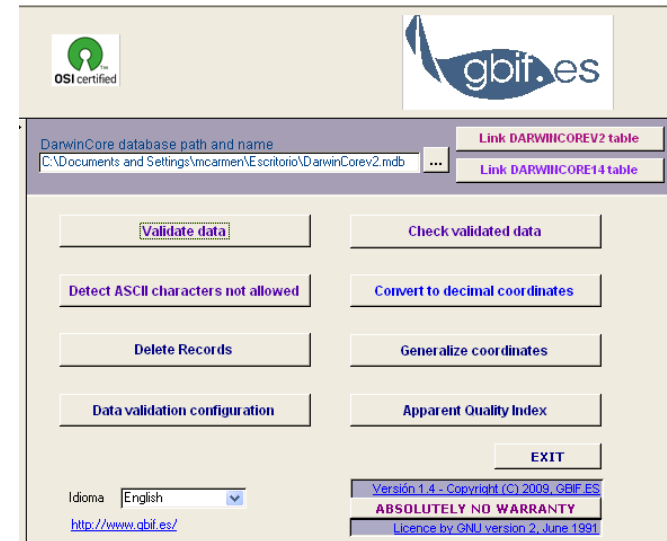 OSI certified
gbif.es
DarwinCore database path and name
C:\Documents and Settings\mcarmen\Escritorio\DarwinCorev2.mdb
...
Link DARWINCOREV2 table
Link DARWINCORE14 table
Validate data
Check validated data
Detect ASCII characters not allowed
Convert to decimal coordinates
Delete Records
Generalize coordinates
Data validation configuration
Apparent Quality Index
EXIT
Idioma English
http://www.gbif.es/
Versión 1.4 - Copyright (C) 2009, GBIF.ES
ABSOLUTELY NO WARRANTY
Licence by GNU version 2, June 1991